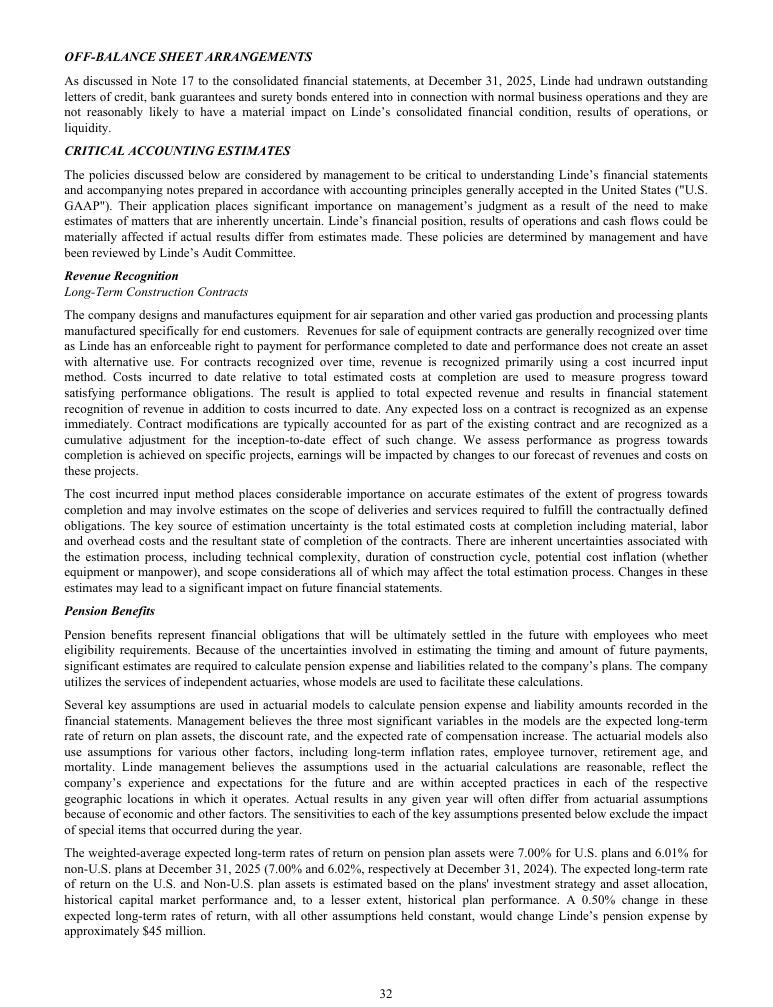 OFF-BALANCE SHEET ARRANGEMENTS
As discussed in Note 17 to the consolidated financial statements, at December 31, 2025, Linde had undrawn outstanding
letters of credit, bank guarantees and surety bonds entered into in connection with normal business operations and they are
not reasonably likely to have a material impact on Linde’s consolidated financial condition, results of operations, or
liquidity.
CRITICAL ACCOUNTING ESTIMATES
The policies discussed below are considered by management to be critical to understanding Linde’s financial statements
and accompanying notes prepared in accordance with accounting principles generally accepted in the United States ("U.S.
GAAP"). Their application places significant importance on management’s judgment as a result of the need to make
estimates of matters that are inherently uncertain. Linde’s financial position, results of operations and cash flows could be
materially affected if actual results differ from estimates made. These policies are determined by management and have
been reviewed by Linde’s Audit Committee.
Revenue Recognition
Long-Term Construction Contracts
The company designs and manufactures equipment for air separation and other varied gas production and processing plants
manufactured specifically for end customers.  Revenues for sale of equipment contracts are generally recognized over time
as Linde has an enforceable right to payment for performance completed to date and performance does not create an asset
with alternative use. For contracts recognized over time, revenue is recognized primarily using a cost incurred input
method. Costs incurred to date relative to total estimated costs at completion are used to measure progress toward
satisfying performance obligations. The result is applied to total expected revenue and results in financial statement
recognition of revenue in addition to costs incurred to date. Any expected loss on a contract is recognized as an expense
immediately. Contract modifications are typically accounted for as part of the existing contract and are recognized as a
cumulative adjustment for the inception-to-date effect of such change. We assess performance as progress towards
completion is achieved on specific projects, earnings will be impacted by changes to our forecast of revenues and costs on
these projects.
The cost incurred input method places considerable importance on accurate estimates of the extent of progress towards
completion and may involve estimates on the scope of deliveries and services required to fulfill the contractually defined
obligations. The key source of estimation uncertainty is the total estimated costs at completion including material, labor
and overhead costs and the resultant state of completion of the contracts. There are inherent uncertainties associated with
the estimation process, including technical complexity, duration of construction cycle, potential cost inflation (whether
equipment or manpower), and scope considerations all of which may affect the total estimation process. Changes in these
estimates may lead to a significant impact on future financial statements.
Pension Benefits
Pension benefits represent financial obligations that will be ultimately settled in the future with employees who meet
eligibility requirements. Because of the uncertainties involved in estimating the timing and amount of future payments,
significant estimates are required to calculate pension expense and liabilities related to the company’s plans. The company
utilizes the services of independent actuaries, whose models are used to facilitate these calculations.
Several key assumptions are used in actuarial models to calculate pension expense and liability amounts recorded in the
financial statements. Management believes the three most significant variables in the models are the expected long-term
rate of return on plan assets, the discount rate, and the expected rate of compensation increase. The actuarial models also
use assumptions for various other factors, including long-term inflation rates, employee turnover, retirement age, and
mortality. Linde management believes the assumptions used in the actuarial calculations are reasonable, reflect the
company’s experience and expectations for the future and are within accepted practices in each of the respective
geographic locations in which it operates. Actual results in any given year will often differ from actuarial assumptions
because of economic and other factors. The sensitivities to each of the key assumptions presented below exclude the impact
of special items that occurred during the year.
The weighted-average expected long-term rates of return on pension plan assets were 7.00% for U.S. plans and 6.01% for
non-U.S. plans at December 31, 2025 (7.00% and 6.02%, respectively at December 31, 2024). The expected long-term rate
of return on the U.S. and Non-U.S. plan assets is estimated based on the plans' investment strategy and asset allocation,
historical capital market performance and, to a lesser extent, historical plan performance. A 0.50% change in these
expected long-term rates of return, with all other assumptions held constant, would change Linde’s pension expense by
approximately $45 million.
32